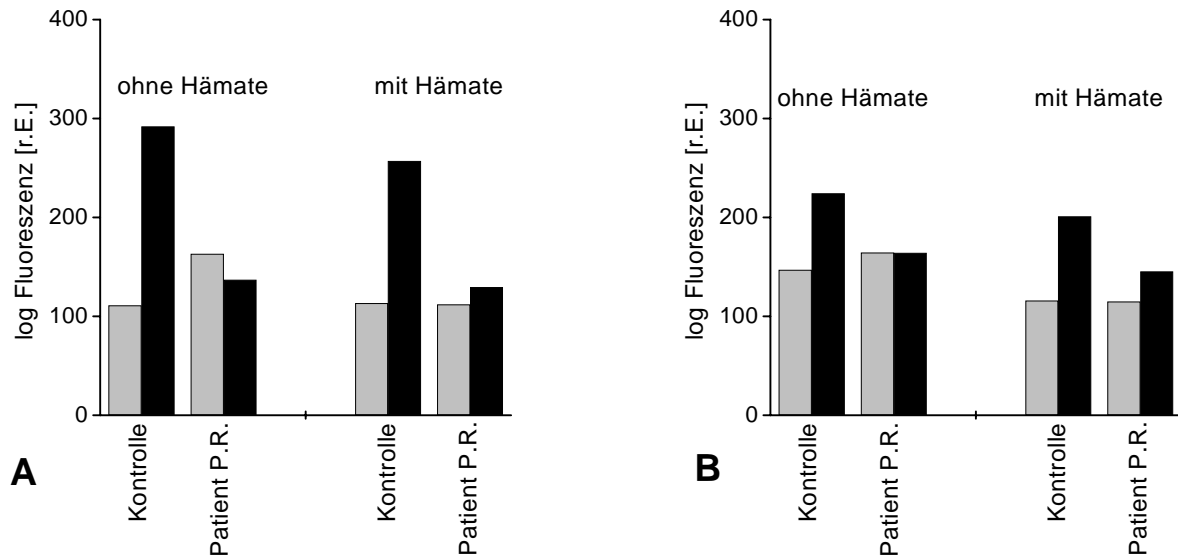 400
300
200
100
0
log Fluoreszenz [r.E.]
ohne Hämate
mit Hämate
Kontrolle
Patient P.R.
Kontrolle
Patient P.R.
A
400
300
200
100
0
log Fluoreszenz [r.E.]
ohne Hämate
mit Hämate
Kontrolle
Patient P.R.
Kontrolle
Patient P.R.
B